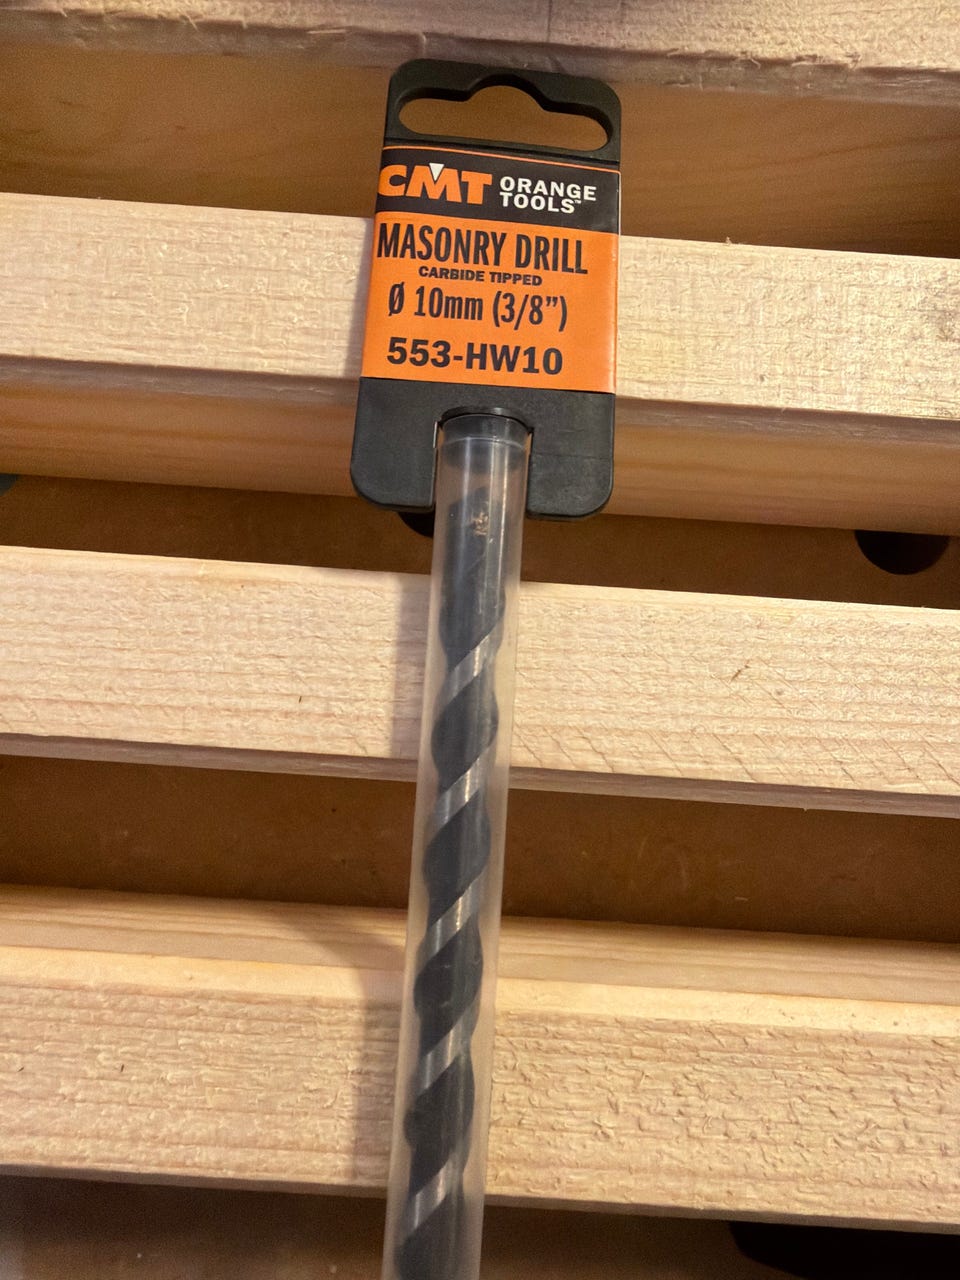 CMT ORANGE
TOOLS™
MASONRY DRILL
CARBIDE TIPPED
Ø 10mm (3/8”)
553-HW10